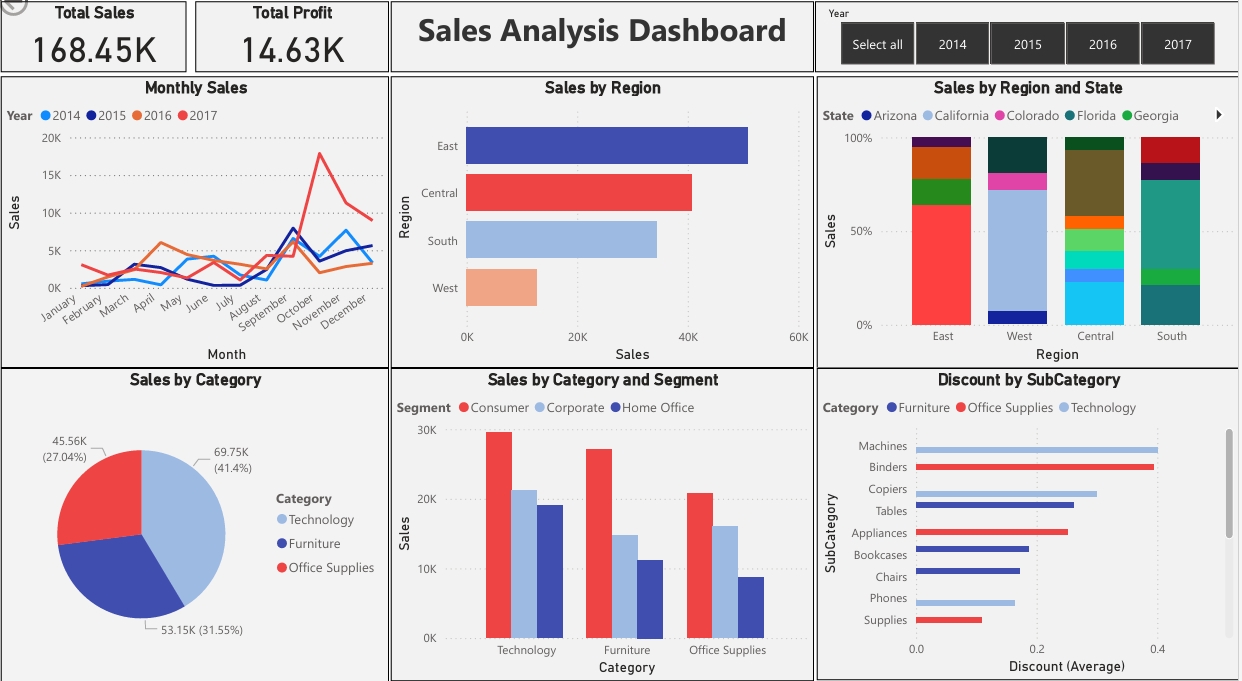 Total Sales
168.45K
Total Profit
14.63K
Sales Analysis Dashboard
Year
Select all 2014 2015 2016 2017
Monthly Sales
Year 2014 2015 2016 2017
20K
15K
10K
5K
0K
Sales
January February March April May June July August September October November December
Month
Sales by Region
East
Central
South
West
Region
0K 20K 40K 60K
Sales
Sales by Region and State
State Arizona California Colorado Florida Georgia
100%
50%
0%
Sales
East West Central South
Region
Sales by Category
45.56K
(27.04%)
69.75K
(41.4%)
53.15K (31.55%)
Category
Technology
Furniture
Office Supplies
Sales by Category and Segment
Segment Consumer Corporate Home Office
30K
20K
10K
0K
Sales
Technology Furniture Office Supplies
Category
Discount by SubCategory
Category Furniture Office Supplies Technology
Machines
Binders
Copiers
Tables
Appliances
Bookcases
Chairs
Phones
Supplies
SubCategory
0.0 0.2 0.4
Discount (Average)